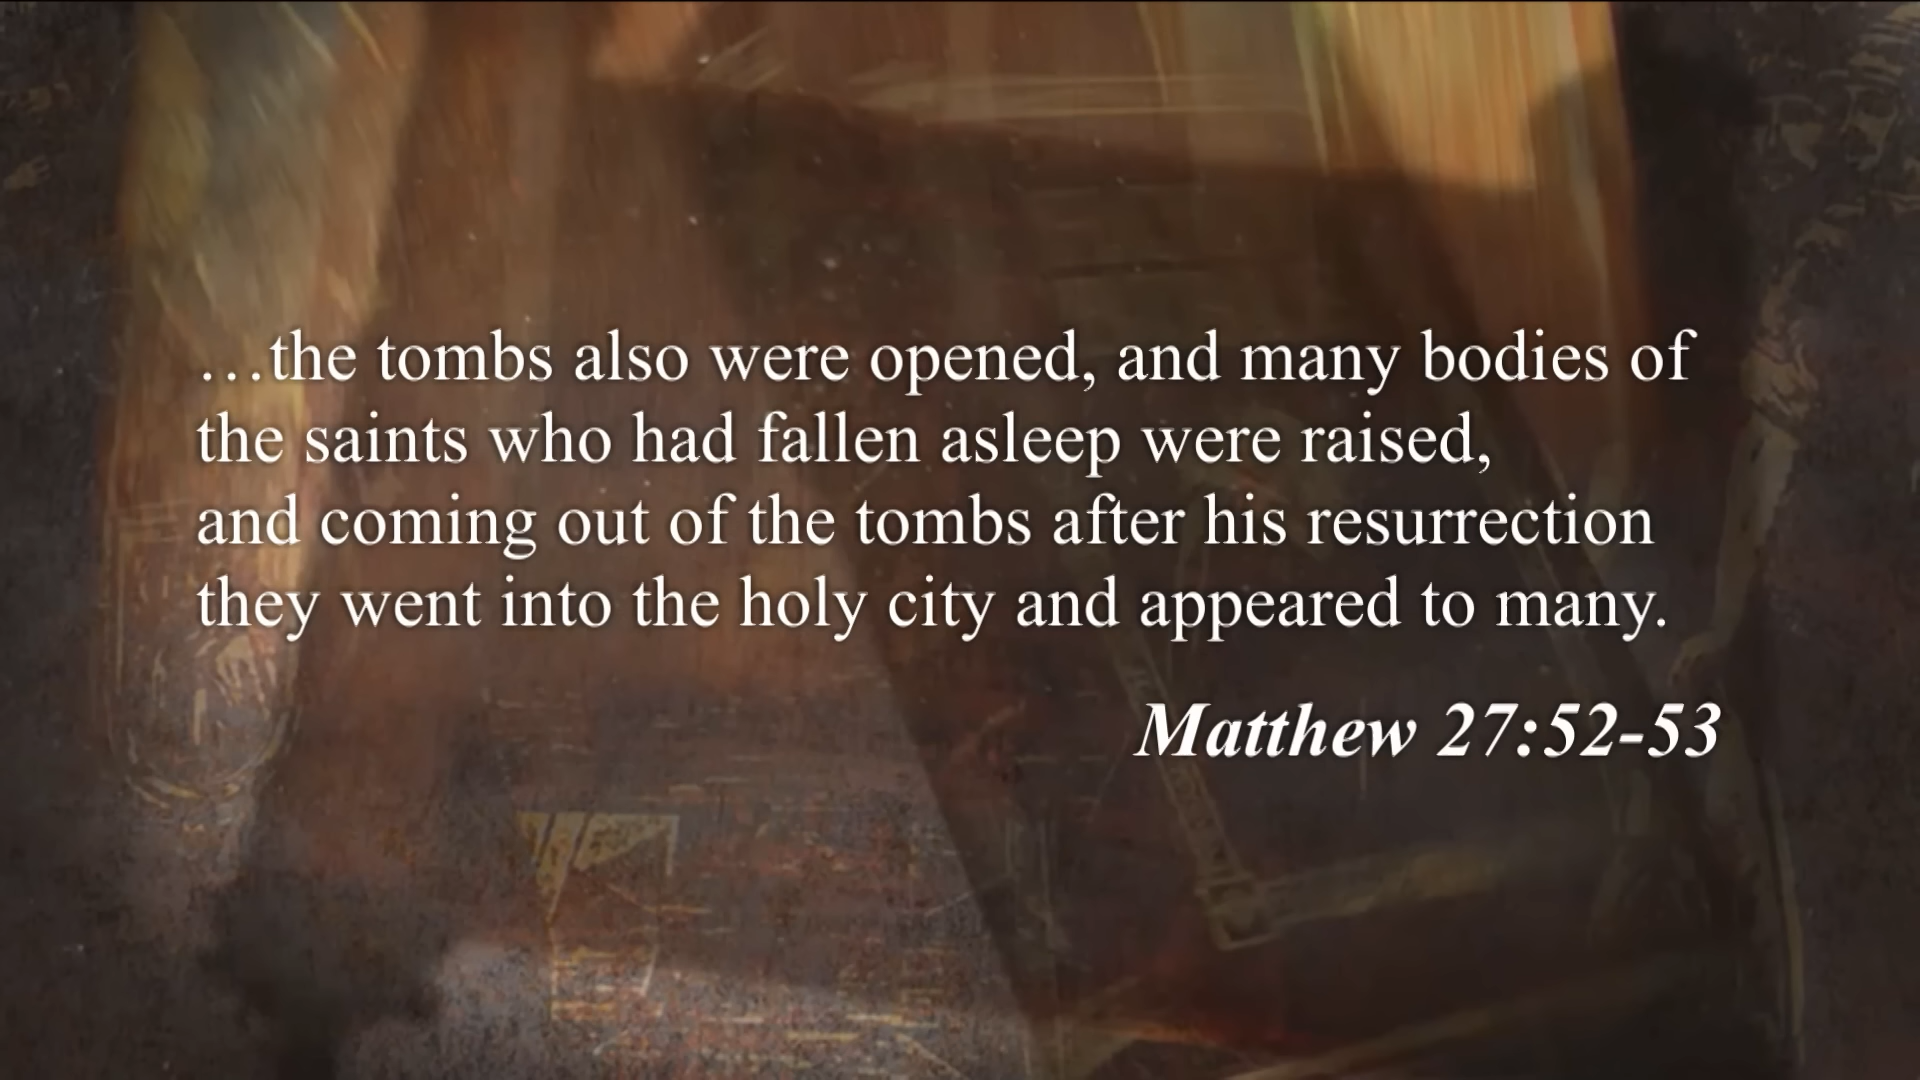 …the tombs also were opened, and many bodies of
the saints who had fallen asleep were raised,
and coming out of the tombs after his resurrection
they went into the holy city and appeared to many.
Matthew 27:52-53